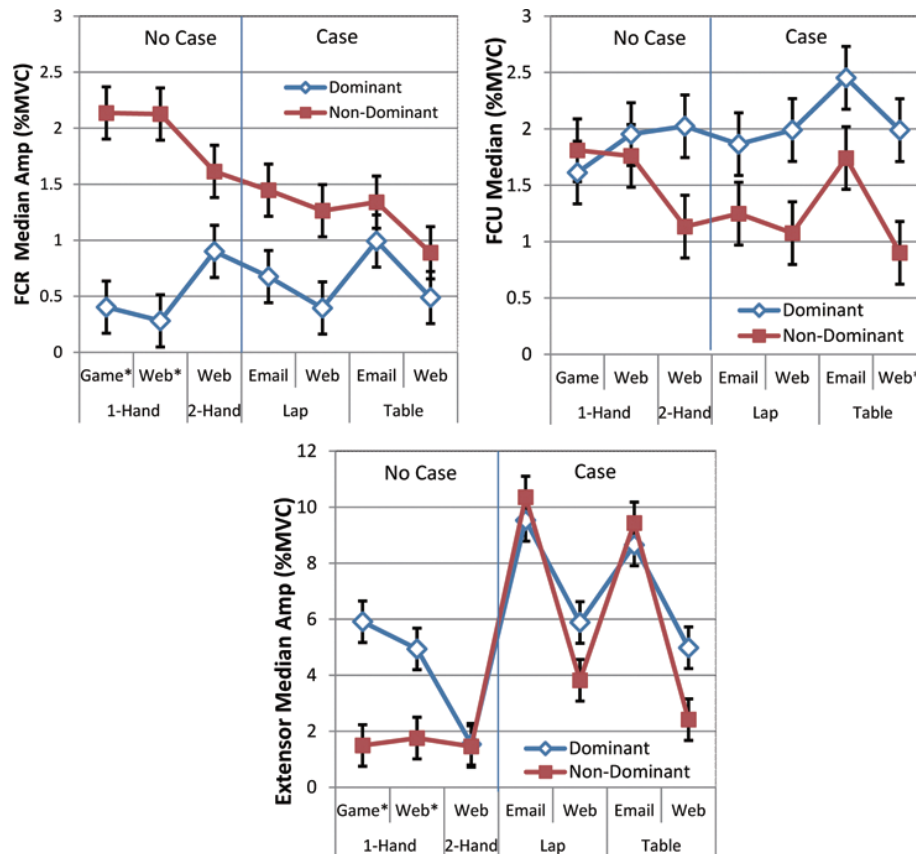 3
2.5
2
1.5
1
0.5
0
FCR Median Amp (%MVC)
No Case
Case
Dominant
Non-Dominant
Game* Web* Web Email Web Email Web
1-Hand 2-Hand Lap Table
3
2.5
2
1.5
1
0.5
0
FCU Median (%MVC)
No Case
Case
Dominant
Non-Dominant
Game Web Web Email Web Email Web*
1-Hand 2-Hand Lap Table
12
10
8
6
4
2
0
Extensor Median Amp (%MVC)
No Case
Case
Dominant
Non-Dominant
Game* Web* Web Email Web Email Web
1-Hand 2-Hand Lap Table